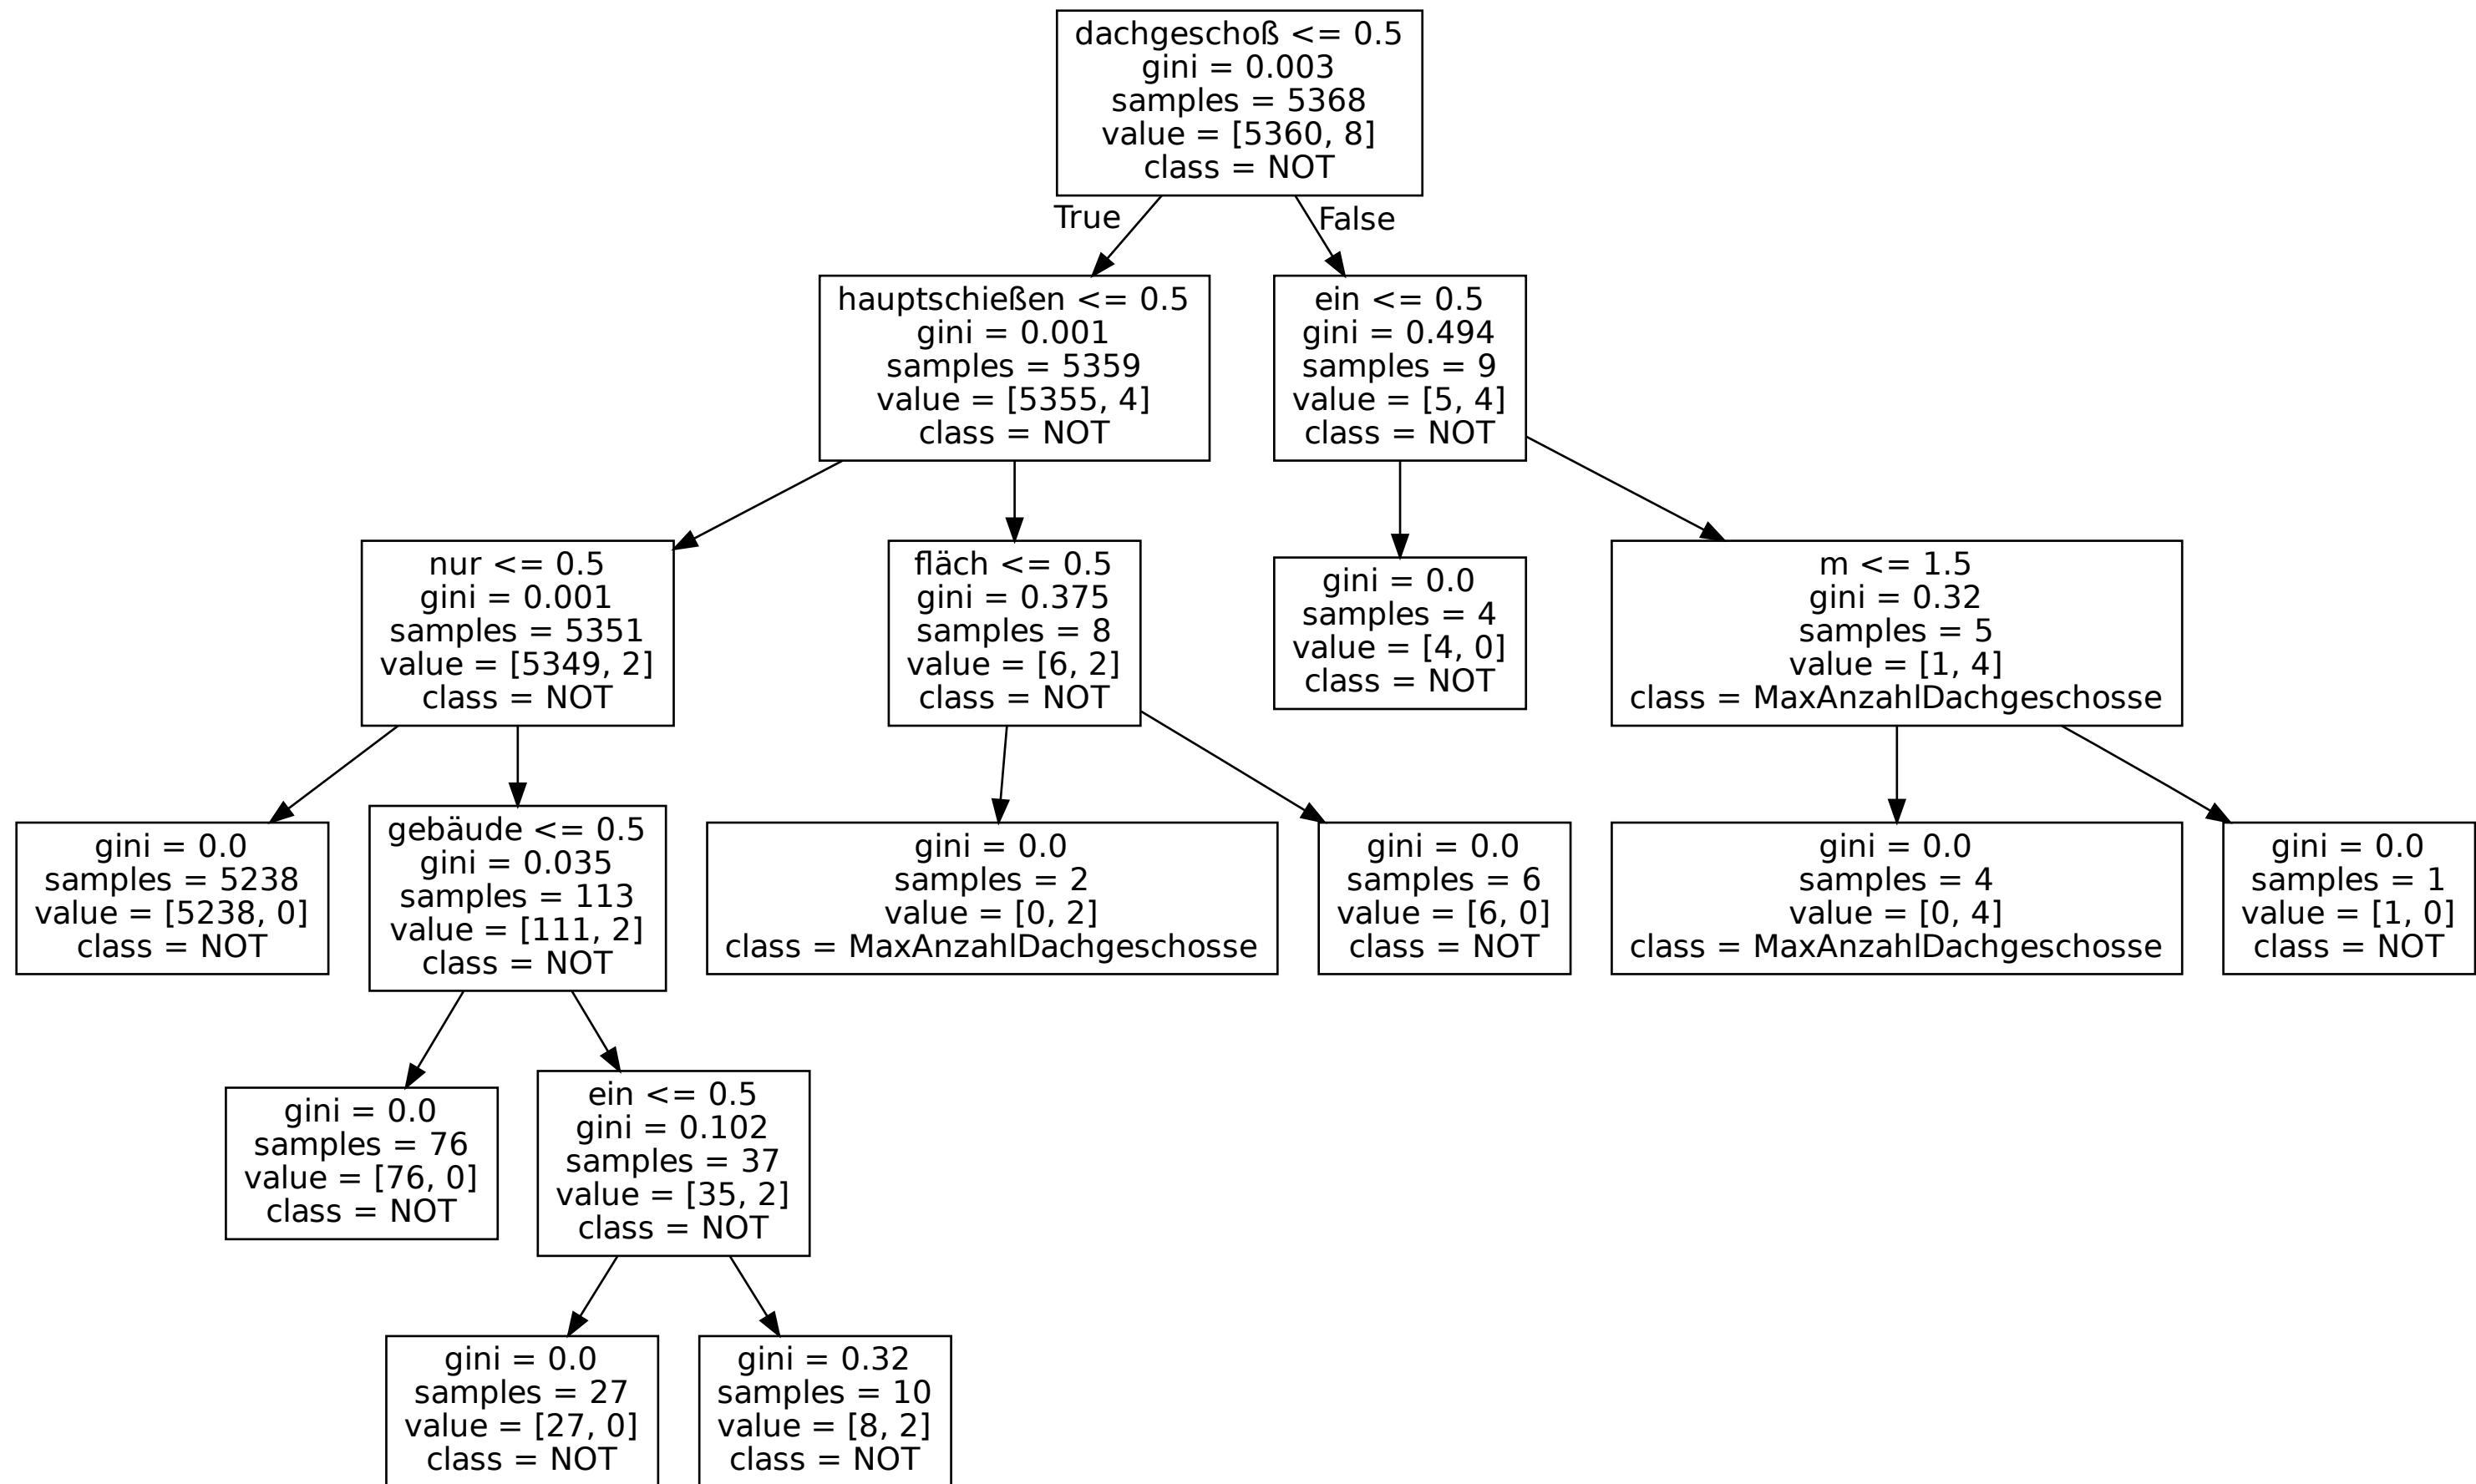 dachgeschoß <= 0.5
gini = 0.003
samples = 5368
value = [5360, 8]
class = NOT
True
False
hauptschießen <= 0.5
gini = 0.001
samples = 5359
value = [5355, 4]
class = NOT
ein <= 0.5
gini = 0.494
samples = 9
value = [5, 4]
class = NOT
nur <= 0.5
gini = 0.001
samples = 5351
value = [5349, 2]
class = NOT
fläch <= 0.5
gini = 0.375
samples = 8
value = [6, 2]
class = NOT
gini = 0.0
samples = 4
value = [4, 0]
class = NOT
m <= 1.5
gini = 0.32
samples = 5
value = [1, 4]
class = MaxAnzahlDachgeschosse
gini = 0.0
samples = 5238
value = [5238, 0]
class = NOT
gebäude <= 0.5
gini = 0.035
samples = 113
value = [111, 2]
class = NOT
gini = 0.0
samples = 2
value = [0, 2]
class = MaxAnzahlDachgeschosse
gini = 0.0
samples = 6
value = [6, 0]
class = NOT
gini = 0.0
samples = 4
value = [0, 4]
class = MaxAnzahlDachgeschosse
gini = 0.0
samples = 1
value = [1, 0]
class = NOT
gini = 0.0
samples = 76
value = [76, 0]
class = NOT
ein <= 0.5
gini = 0.102
samples = 37
value = [35, 2]
class = NOT
gini = 0.0
samples = 27
value = [27, 0]
class = NOT
gini = 0.32
samples = 10
value = [8, 2]
class = NOT